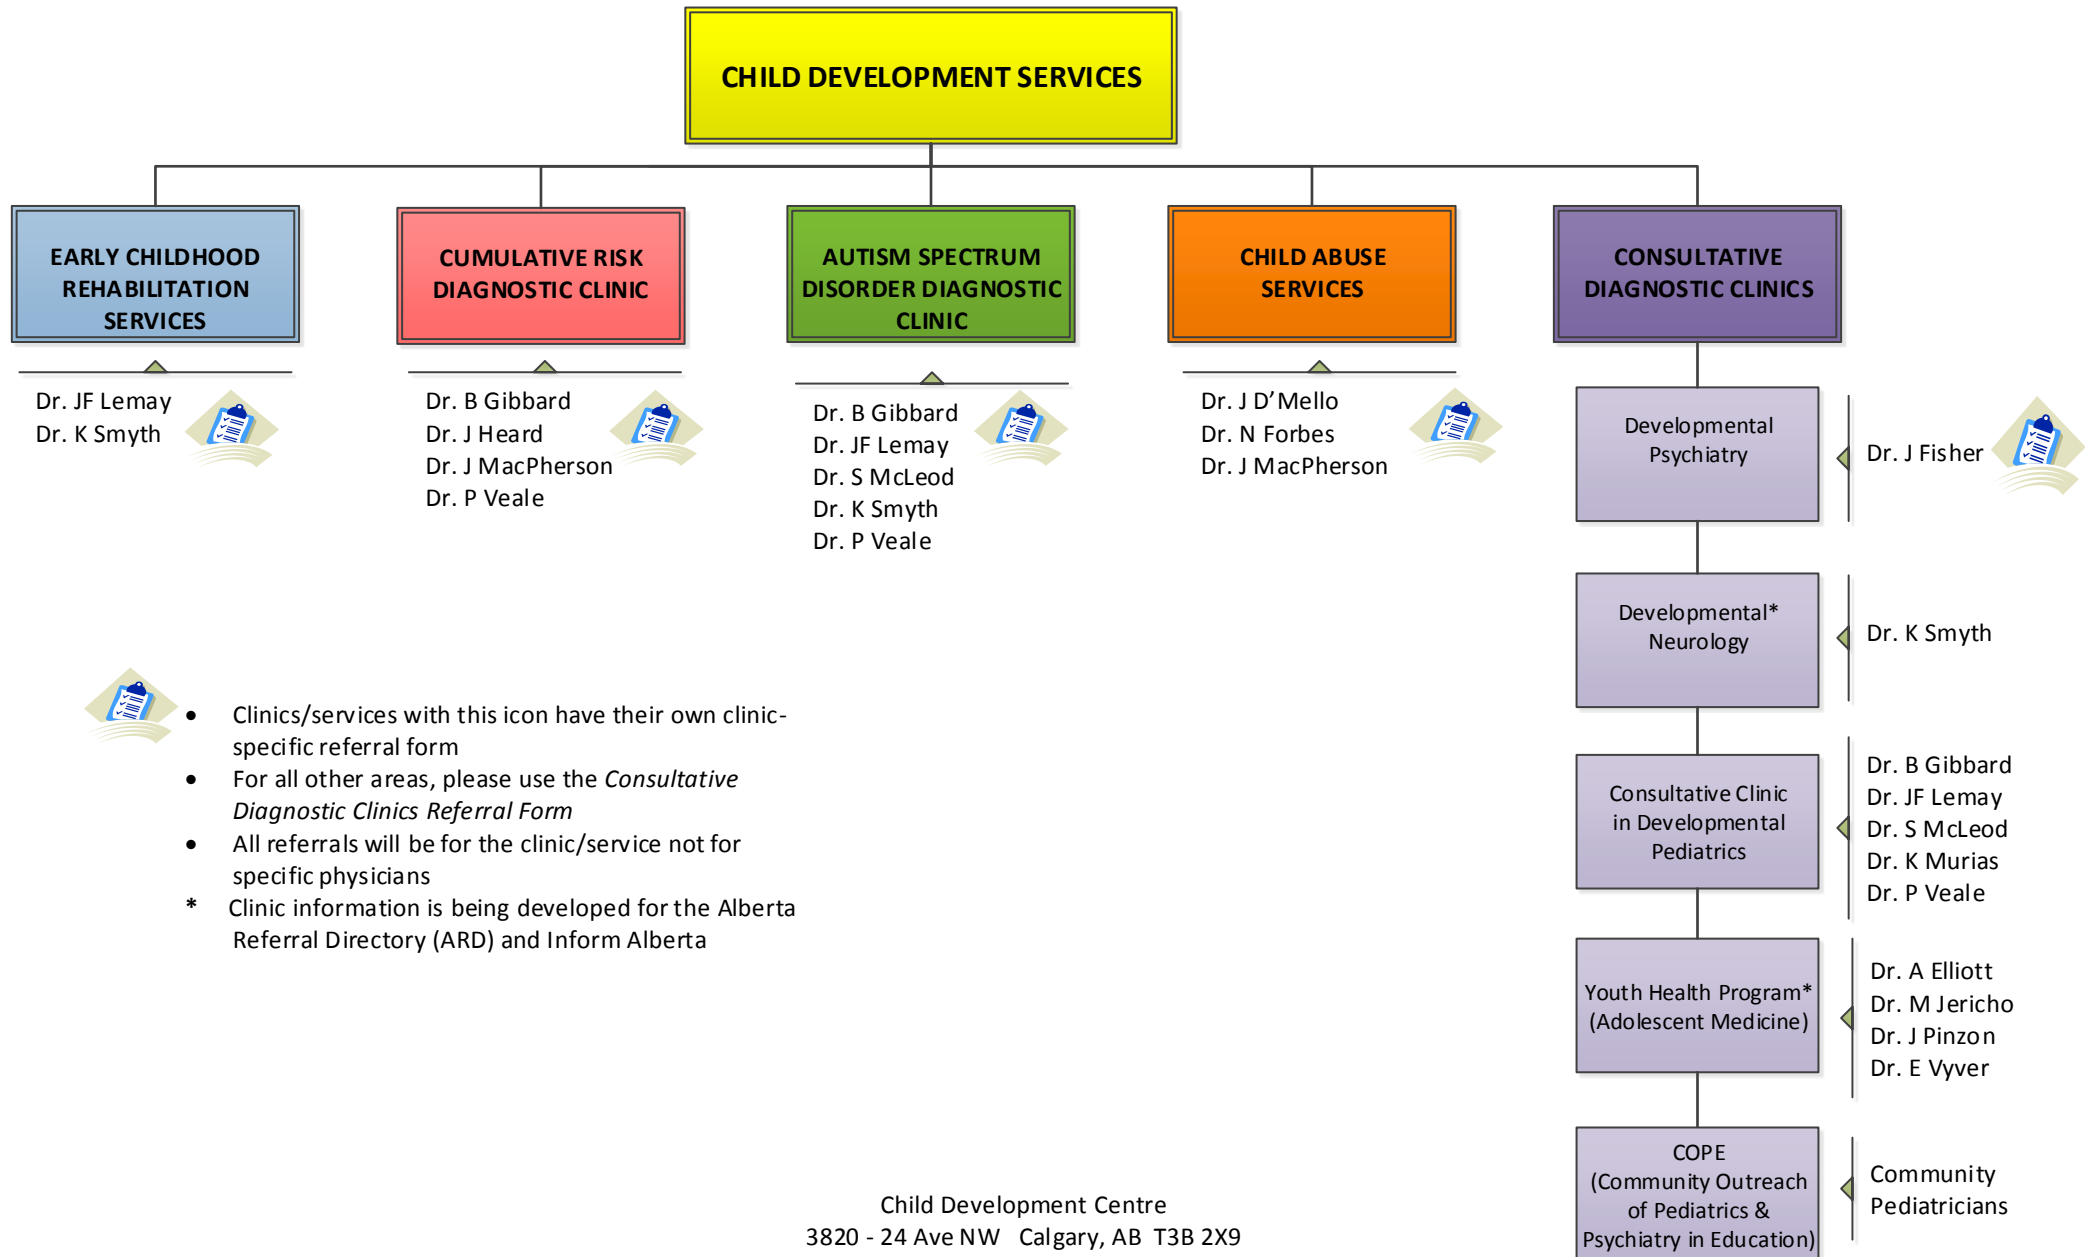 CHILD DEVELOPMENT SERVICES
EARLY CHILDHOOD
REHABILITATION
SERVICES
Dr. JF Lemay
Dr. K Smyth
CUMULATIVE RISK
DIAGNOSTIC CLINIC
Dr. B Gibbard
Dr. J Heard
Dr. J MacPherson
Dr. P Veale
AUTISM SPECTRUM
DISORDER DIAGNOSTIC
CLINIC
Dr. B Gibbard
Dr. JF Lemay
Dr. S McLeod
Dr. K Smyth
Dr. P Veale
CHILD ABUSE
SERVICES
Dr. J D’Mello
Dr. N Forbes
Dr. J MacPherson
CONSULTATIVE
DIAGNOSTIC CLINICS
Developmental
Psychiatry
Dr. J Fisher
Developmental*
Neurology
Dr. K Smyth
Consultative Clinic
in Developmental
Pediatrics
Dr. B Gibbard
Dr. JF Lemay
Dr. S McLeod
Dr. K Murias
Dr. P Veale
Youth Health Program*
(Adolescent Medicine)
Dr. A Elliott
Dr. M Jericho
Dr. J Pinzon
Dr. E Vyver
COPE
(Community Outreach
of Pediatrics &
Psychiatry in Education)
Community
Pediatricians
• Clinics/services with this icon have their own clinic-
specific referral form
• For all other areas, please use the Consultative
Diagnostic Clinics Referral Form
• All referrals will be for the clinic/service not for
specific physicians
* Clinic information is being developed for the Alberta
Referral Directory (ARD) and Inform Alberta
Child Development Centre
3820 - 24 Ave NW Calgary, AB T3B 2X9